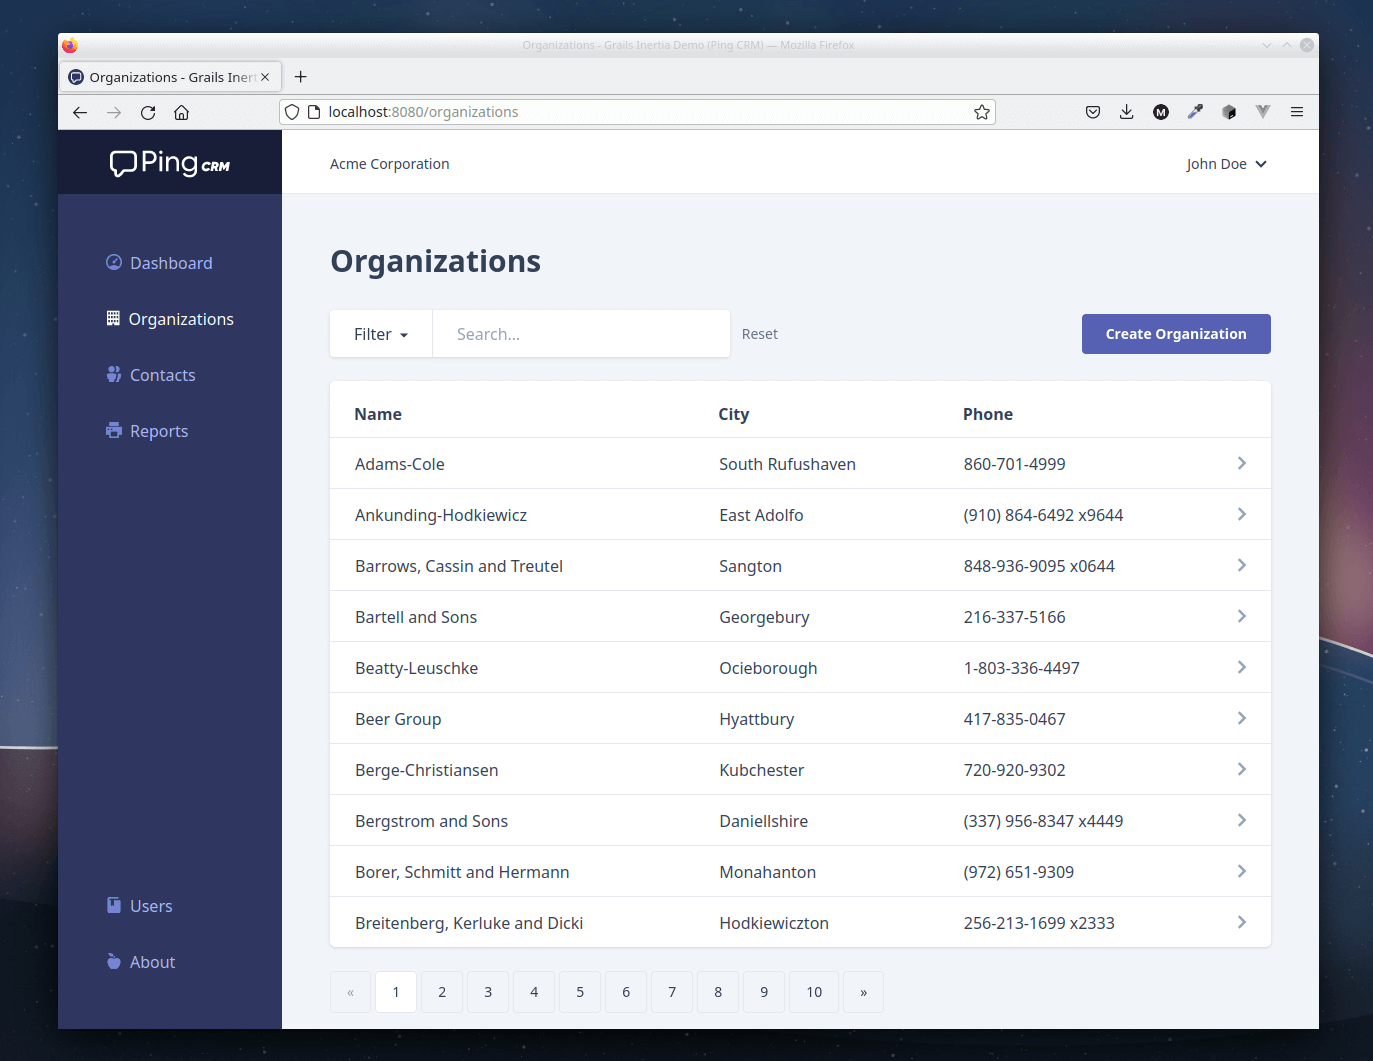 Organizations - Grails Inertia Demo (Ping CRM) — Mozilla Firefox
Organizations - Grails Iner
localhost:8080/organizations
Ping CRM
Acme Corporation
John Doe
Dashboard
Organizations
Contacts
Reports
Users
About
Organizations
Filter
Search...
Reset
Create Organization
Name City Phone
Adams-Cole South Rufushaven 860-701-4999
Ankunding-Hodkiewicz East Adolfo (910) 864-6492 x9644
Barrows, Cassin and Treutel Sangton 848-936-9095 x0644
Bartell and Sons Georgebury 216-337-5166
Beatty-Leuschke Ocieborough 1-803-336-4497
Beer Group Hyattbury 417-835-0467
Berge-Christiansen Kubchester 720-920-9302
Bergstrom and Sons Daniellshire (337) 956-8347 x4449
Borer, Schmitt and Hermann Monahanton (972) 651-9309
Breitenberg, Kerluke and Dicki Hodkiewiczton 256-213-1699 x2333
« 1 2 3 4 5 6 7 8 9 10 »